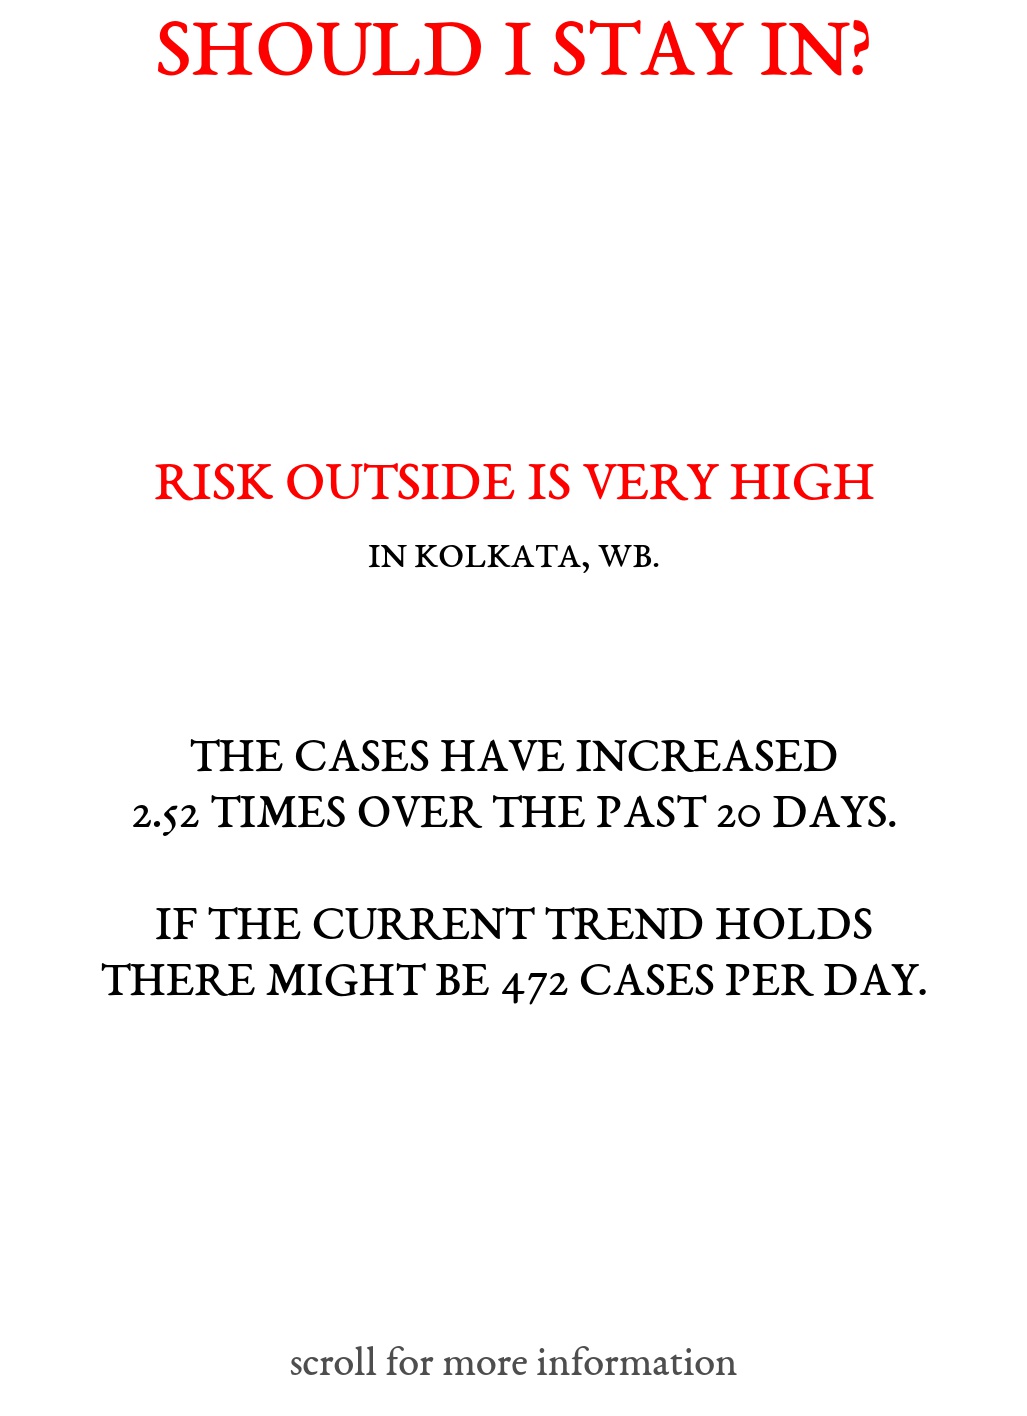 SHOULD I STAY IN?
RISK OUTSIDE IS VERY HIGH
IN KOLKATA, WB.
THE CASES HAVE INCREASED
2.52 TIMES OVER THE PAST 20 DAYS.
IF THE CURRENT TREND HOLDS
THERE MIGHT BE 472 CASES PER DAY.
scroll for more information